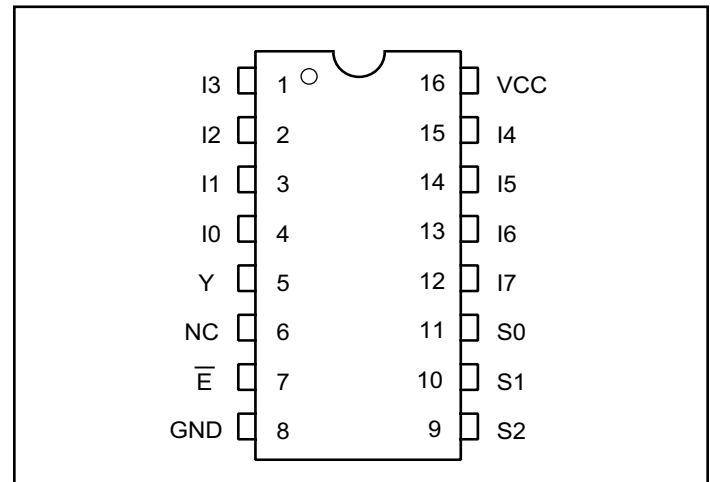 I3 1 16 VCC
I2 2 15 I4
I1 3 14 I5
I0 4 13 I6
Y 5 12 I7
NC 6 11 S0
E̅ 7 10 S1
GND 8 9 S2